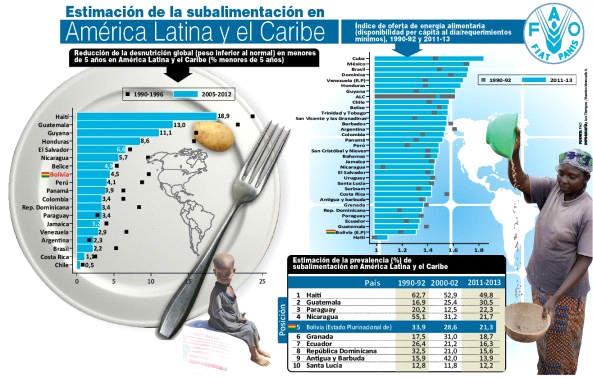 Estimación de la subalimentación en
América Latina y el Caribe
Reducción de la desnutrición global (peso inferior al normal) en menores
de 5 años en América Latina y el Caribe (% menores de 5 años)
1990-1996 2005-2012
Haití 18,9
Guatemala 13,0
Guyana 11,1
Honduras 8,6
El Salvador 6,6
Nicaragua 5,7
Belice 4,9
Bolivia 4,5
Perú 4,1
Panamá 3,9
Colombia 3,4
Rep. Dominicana 3,4
Paraguay 3,4
Jamaica
Venezuela 2,9
Argentina 2,3
Brasil 2,2
Costa Rica
Chile 0,5
0 5 10 15 20 25
Índice de oferta de energía alimentaria
(disponibilidad per cápita al día/requerimientos
mínimos), 1990-92 y 2011-13
1990-92 2011-13
Cuba
México
Brasil
Dominica
Venezuela (R.P)
Honduras
Guyana
ALC
Chile
Belice
Trinidad y Tobago
San Vicente y las Granadinas
Barbados
Argentina
Colombia
Panamá
Perú
San Cristóbal y Nieves
Bahamas
Jamaica
Nicaragua
El Salvador
Uruguay
Santa Lucía
Surinam
Costa Rica
Antigua y barbuda
Grenada
Rep. Dominicana
Paraguay
Ecuador
Guatemala
Bolivia (E.P)
Haití
1 1.2 1.4 1.6 1.8
F A O
FIAT PANIS
Estimación de la prevalencia (%) de
subalimentación en América Latina y el Caribe
País 1990-92 2000-02 2011-2013
Posición
1 Haití 62,7 52,9 49,8
2 Guatemala 16,9 25,4 30,5
3 Paraguay 20,2 12,5 22,3
4 Nicaragua 55,1 31,2 21,7
5 Bolivia (Estado Plurinacional de) 33,9 28,6 21,3
6 Granada 17,5 31,0 18,7
7 Ecuador 26,4 21,2 16,3
8 República Dominicana 32,5 21,0 15,6
9 Antigua y Barbuda 15,9 42,0 13,9
10 Santa Lucía 12,8 11,8 12,2